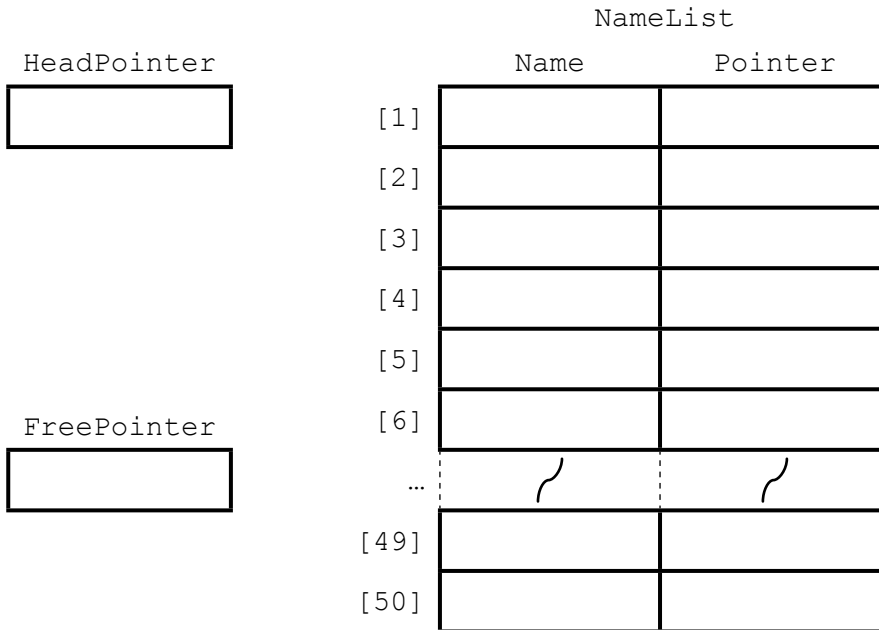 NameList
HeadPointer Name Pointer
[1]
[2]
[3]
[4]
[5]
FreePointer [6]
…
[49]
[50]